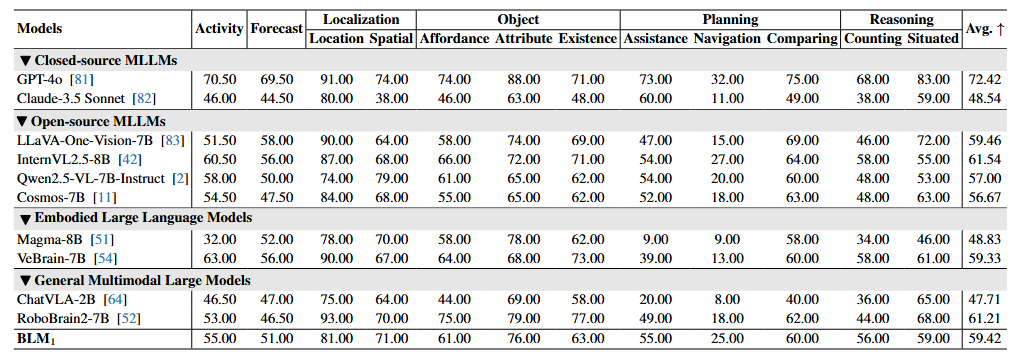 Models Activity Forecast Localization Object Planning Reasoning Avg. ↑
Location Spatial Affordance Attribute Existence Assistance Navigation Comparing Counting Situated
▼ Closed-source MLLMs
GPT-4o [81] 70.50 69.50 91.00 74.00 74.00 88.00 71.00 73.00 32.00 75.00 68.00 83.00 72.42
Claude-3.5 Sonnet [82] 46.00 44.50 80.00 38.00 46.00 63.00 48.00 60.00 11.00 49.00 38.00 59.00 48.54
▼ Open-source MLLMs
LLaVA-One-Vision-7B [83] 51.50 58.00 90.00 64.00 58.00 74.00 69.00 47.00 15.00 69.00 46.00 72.00 59.46
InternVL2.5-8B [42] 60.50 56.00 87.00 68.00 66.00 72.00 71.00 54.00 27.00 64.00 58.00 55.00 61.54
Qwen2.5-VL-7B-Instruct [2] 58.00 50.00 74.00 79.00 61.00 65.00 62.00 54.00 20.00 60.00 48.00 53.00 57.00
Cosmos-7B [11] 54.50 47.50 84.00 68.00 55.00 65.00 62.00 52.00 18.00 63.00 48.00 63.00 56.67
▼ Embodied Large Language Models
Magma-8B [51] 32.00 52.00 78.00 70.00 58.00 78.00 62.00 9.00 9.00 58.00 34.00 46.00 48.83
VeBrain-7B [54] 63.00 56.00 90.00 67.00 64.00 68.00 73.00 39.00 13.00 60.00 58.00 61.00 59.33
▼ General Multimodal Large Models
ChatVLA-2B [64] 46.50 47.00 75.00 64.00 44.00 69.00 58.00 20.00 8.00 40.00 36.00 65.00 47.71
RoboBrain2-7B [52] 53.00 46.50 93.00 70.00 75.00 79.00 77.00 49.00 18.00 62.00 44.00 68.00 61.21
BLM₁ 55.00 51.00 81.00 71.00 61.00 76.00 63.00 55.00 25.00 60.00 56.00 59.00 59.42